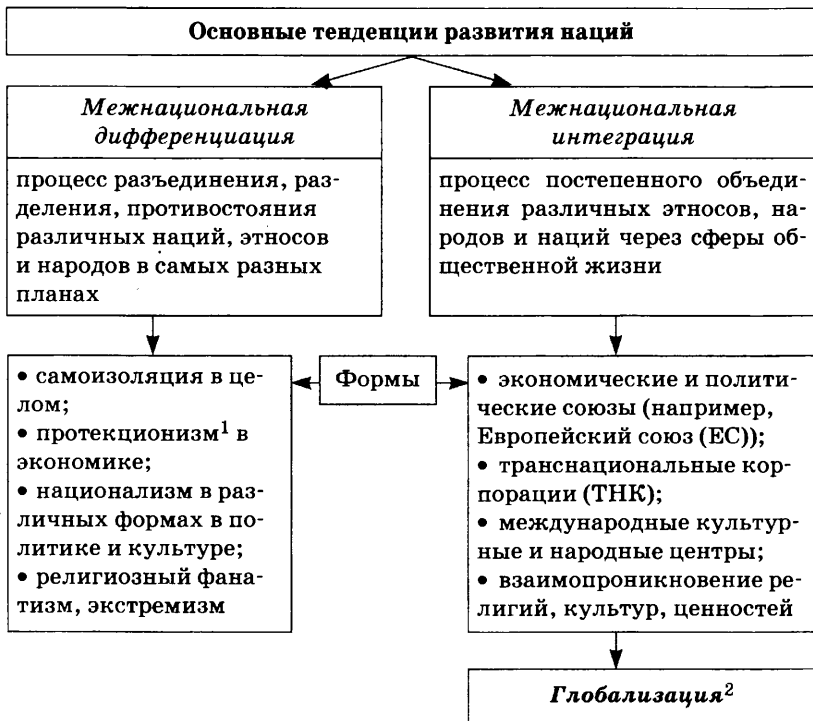 Основные тенденции развития наций
Межнациональная
дифференциация
процесс разъединения, раз-
деления, противостояния
различных наций, этносов
и народов в самых разных
планах
Межнациональная
интеграция
процесс постепенного объеди-
нения различных этносов, на-
родов и наций через сферы об-
щественной жизни
• самоизоляция в це-
лом;
• протекционизм¹ в
экономике;
• национализм в раз-
личных формах в по-
литике и культуре;
• религиозный фана-
тизм, экстремизм
Формы
• экономические и полити-
ческие союзы (например,
Европейский союз (ЕС));
• транснациональные кор-
порации (ТНК);
• международные культур-
ные и народные центры;
• взаимопроникновение ре-
лигий, культур, ценностей
Глобализация²